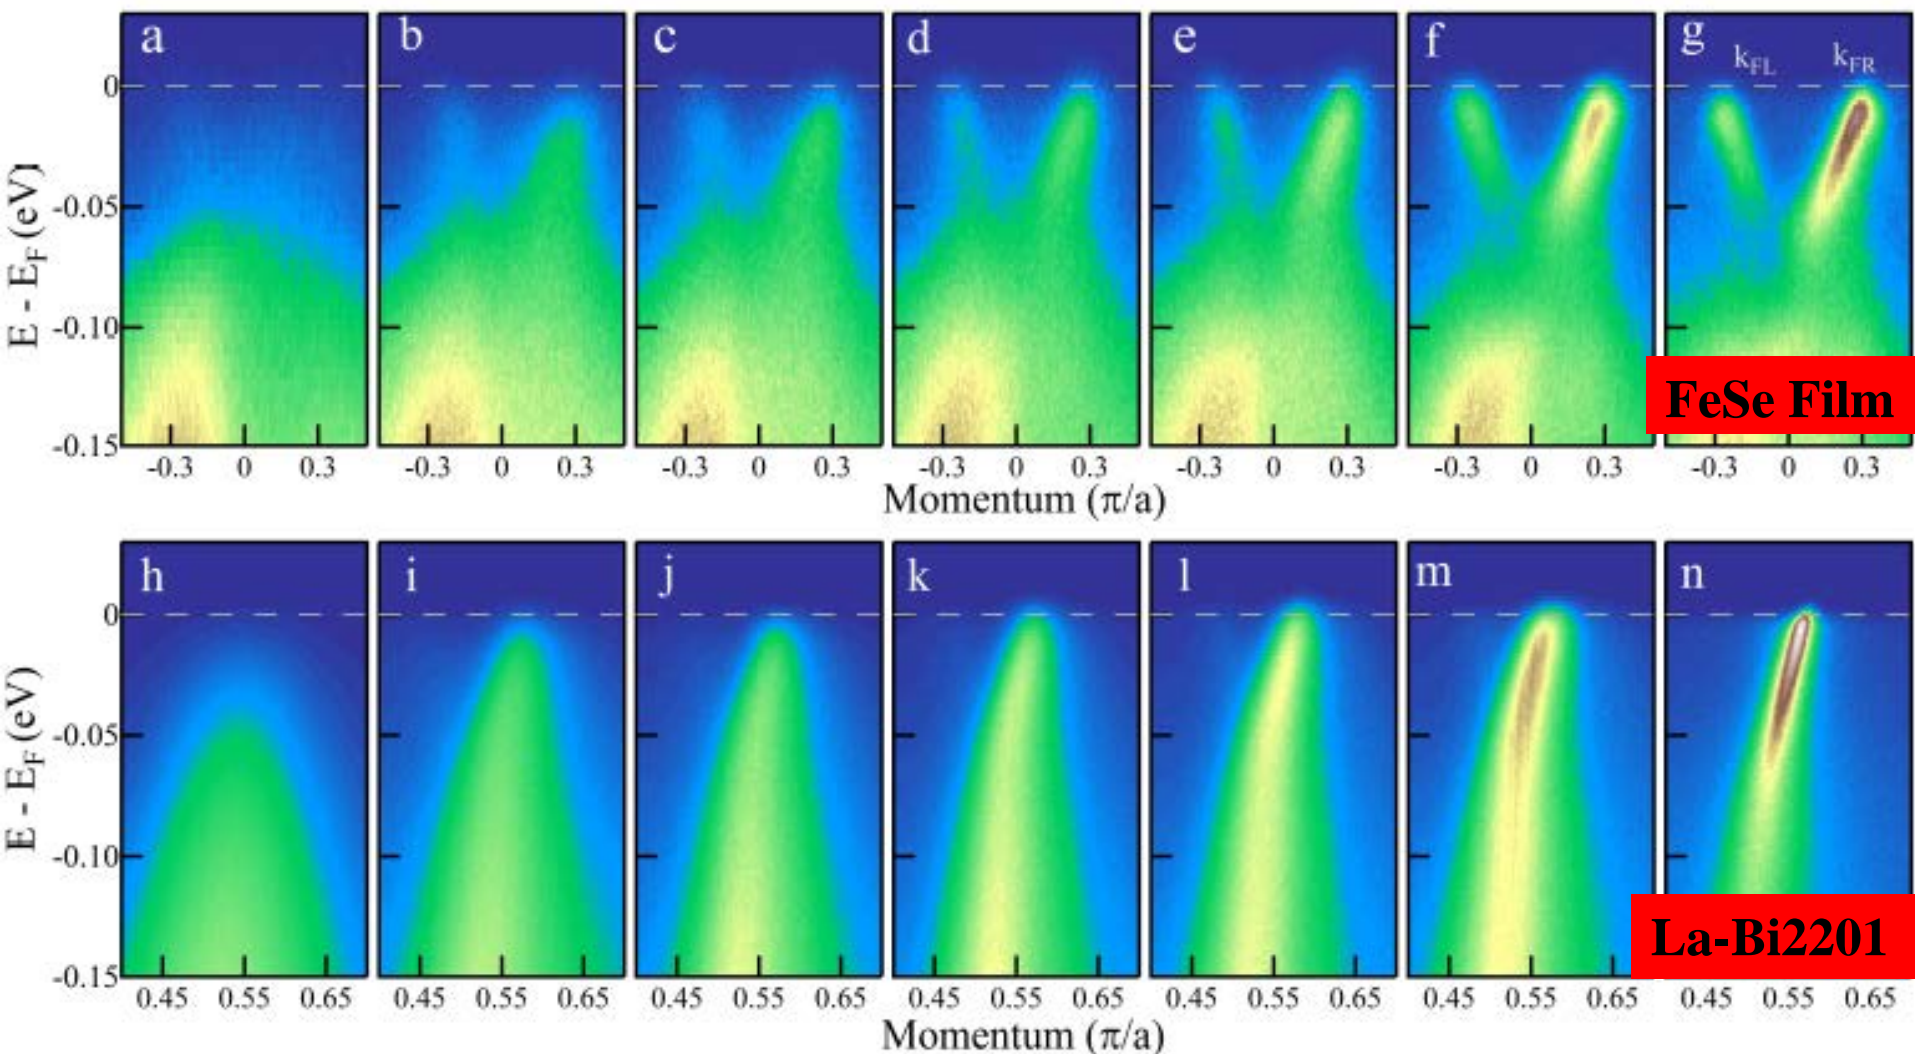 a b c d e f g
k_FL k_FR
0
-0.05
-0.10
-0.15
E - E_F (eV)
FeSe Film
-0.3 0 0.3 -0.3 0 0.3 -0.3 0 0.3 -0.3 0 0.3 -0.3 0 0.3 -0.3 0 0.3 -0.3 0 0.3
Momentum (π/a)
h i j k l m n
0
-0.05
-0.10
-0.15
E - E_F (eV)
La-Bi2201
0.45 0.55 0.65 0.45 0.55 0.65 0.45 0.55 0.65 0.45 0.55 0.65 0.45 0.55 0.65 0.45 0.55 0.65 0.45 0.55 0.65
Momentum (π/a)